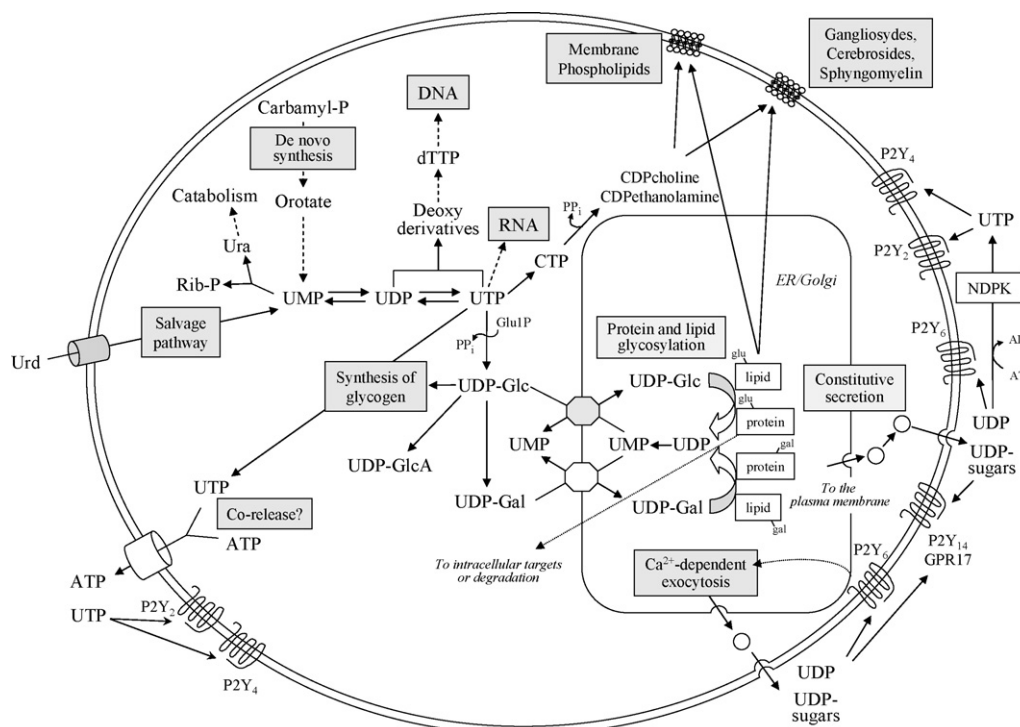 Membrane
Phospholipids
Gangliosydes,
Cerebrosides,
Sphyngomyelin
DNA
Carbamyl-P
De novo
synthesis
dTTP
P2Y4
CDPcholine
CDPethanolamine
Catabolism
Orotate
Deoxy
derivatives
RNA
PPi
UTP
Ura
CTP
P2Y2
ER/Golgi
Rib-P
UMP
UDP
UTP
NDPK
Glu1P
PPi
Salvage
pathway
Urd
Protein and lipid
glycosylation
P2Y6
Synthesis of
glycogen
UDP-Glc
UDP-Glc
glu
lipid
Constitutive
secretion
glu
protein
UDP
UMP
UMP
UDP
gal
UDP-
sugars
UDP-GlcA
protein
UTP
UDP-Gal
UDP-Gal
lipid
gal
To the
plasma membrane
Co-release?
ATP
To intracellular targets
or degradation
P2Y14
GPR17
P2Y6
Ca2+-dependent
exocytosis
ATP
UTP
P2Y2
P2Y4
UDP
UDP-
sugars